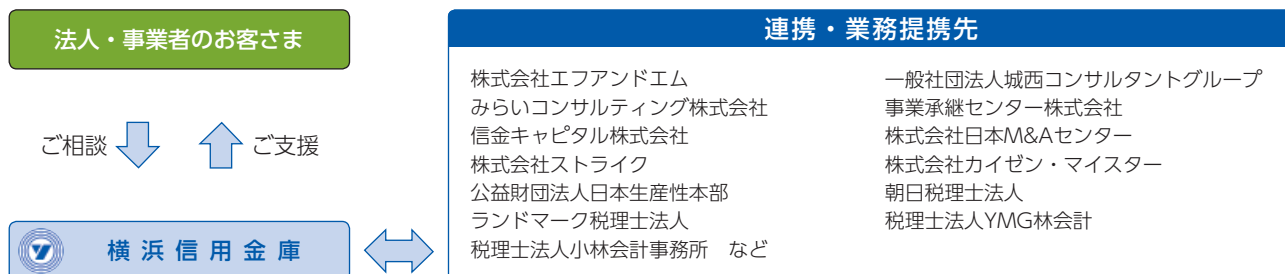 法人・事業者のお客さま
ご相談
ご支援
横浜信用金庫
連携・業務提携先
株式会社エフアンドエム
みらいコンサルティング株式会社
信金キャピタル株式会社
株式会社ストライク
公益財団法人日本生産性本部
ランドマーク税理士法人
税理士法人小林会計事務所　など
一般社団法人城西コンサルタントグループ
事業承継センター株式会社
株式会社日本M&Aセンター
株式会社カイゼン・マイスター
朝日税理士法人
税理士法人YMG林会計